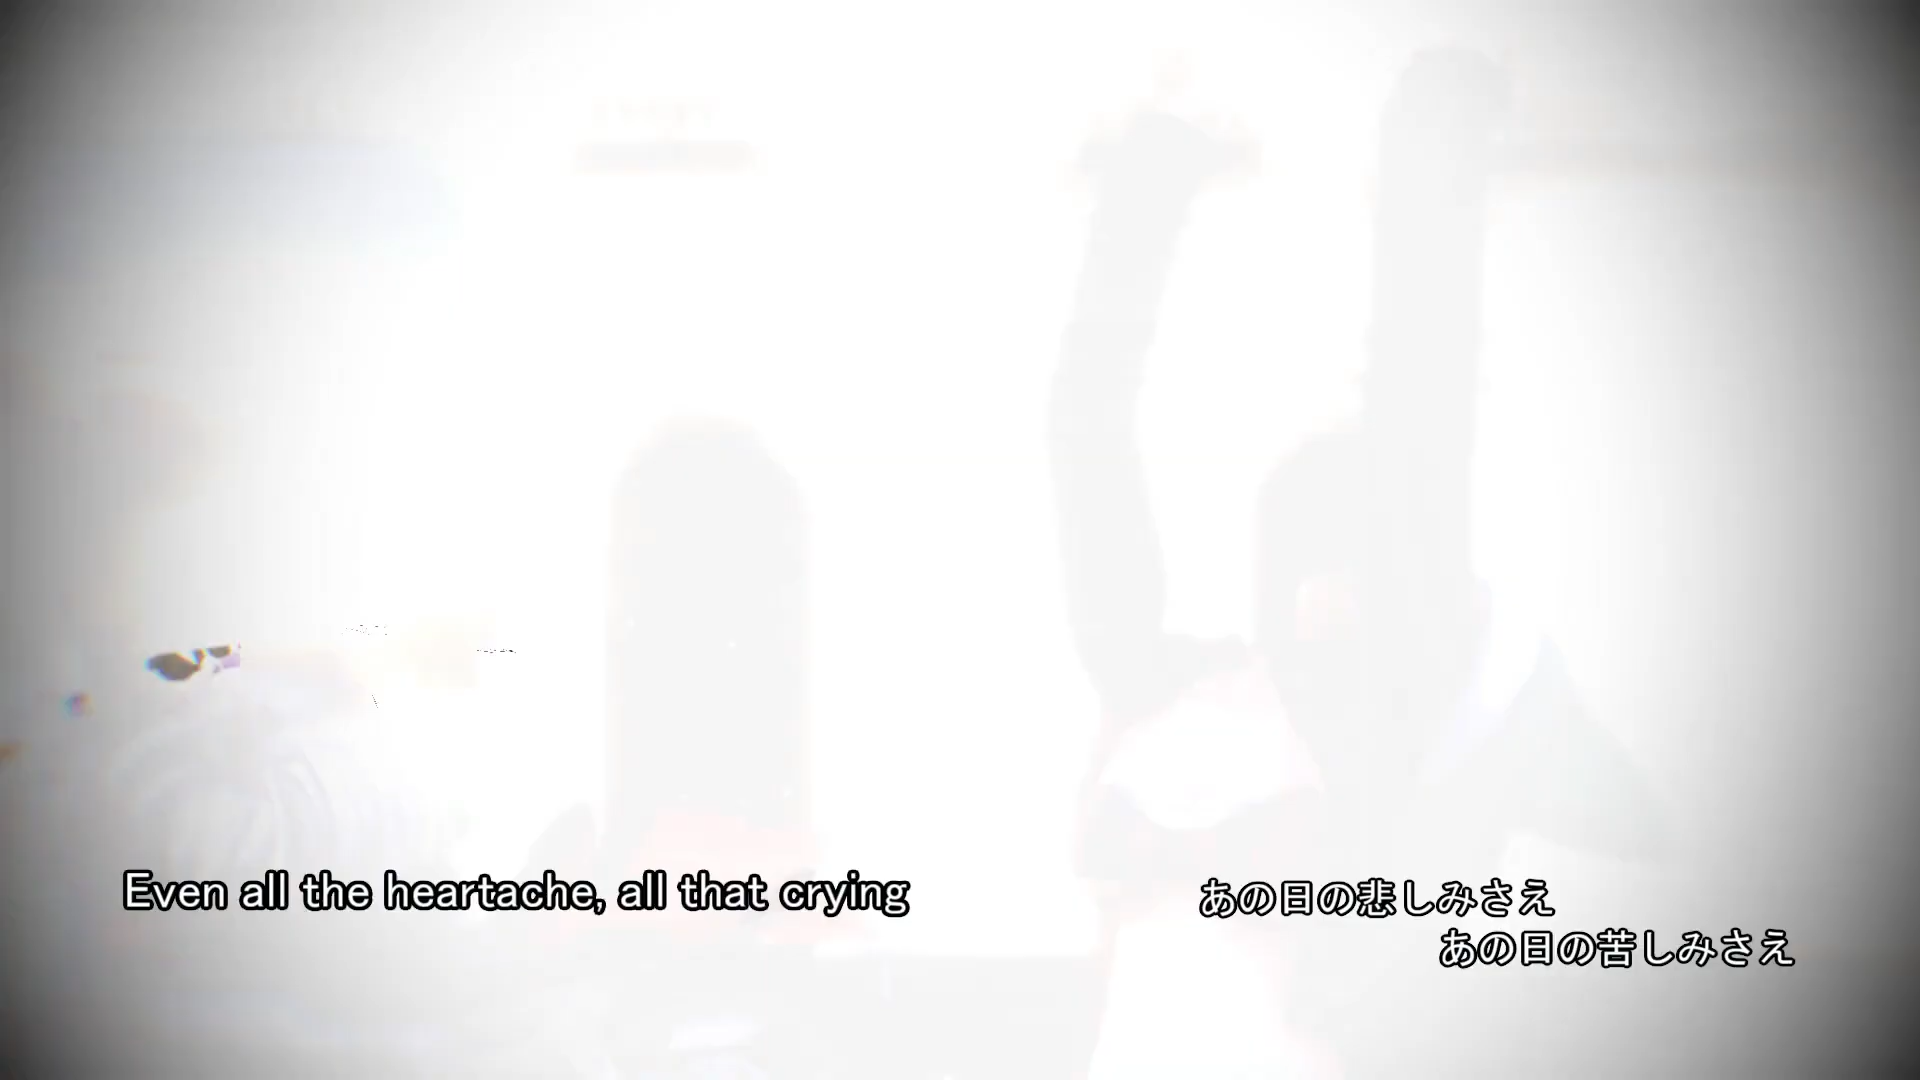 Even all the heartache, all that crying
あの日の悲しみさえ
あの日の苦しみさえ